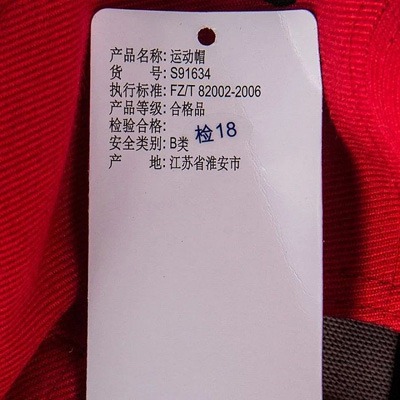 产品名称: 运动帽
货 号: S91634
执行标准: FZ/T 82002-2006
产品等级: 合格品
检验合格: 检18
安全类别: B类
产 地: 江苏省淮安市